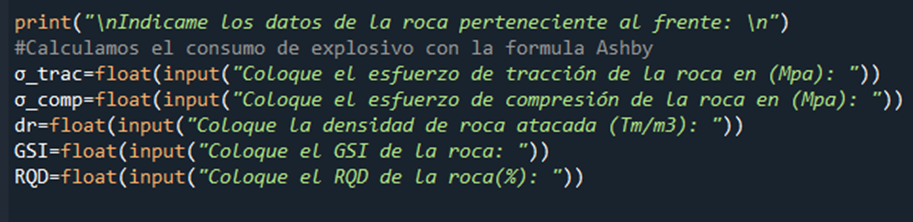 print("\nIndicame los datos de la roca perteneciente al frente: \n")
#Calculamos el consumo de explosivo con la formula Ashby
σ_trac=float(input("Coloque el esfuerzo de tracción de la roca en (Mpa): "))
σ_comp=float(input("Coloque el esfuerzo de compresión de la roca en (Mpa): "))
dr=float(input("Coloque la densidad de roca atacada (Tm/m3): "))
GSI=float(input("Coloque el GSI de la roca: "))
RQD=float(input("Coloque el RQD de la roca(%): "))